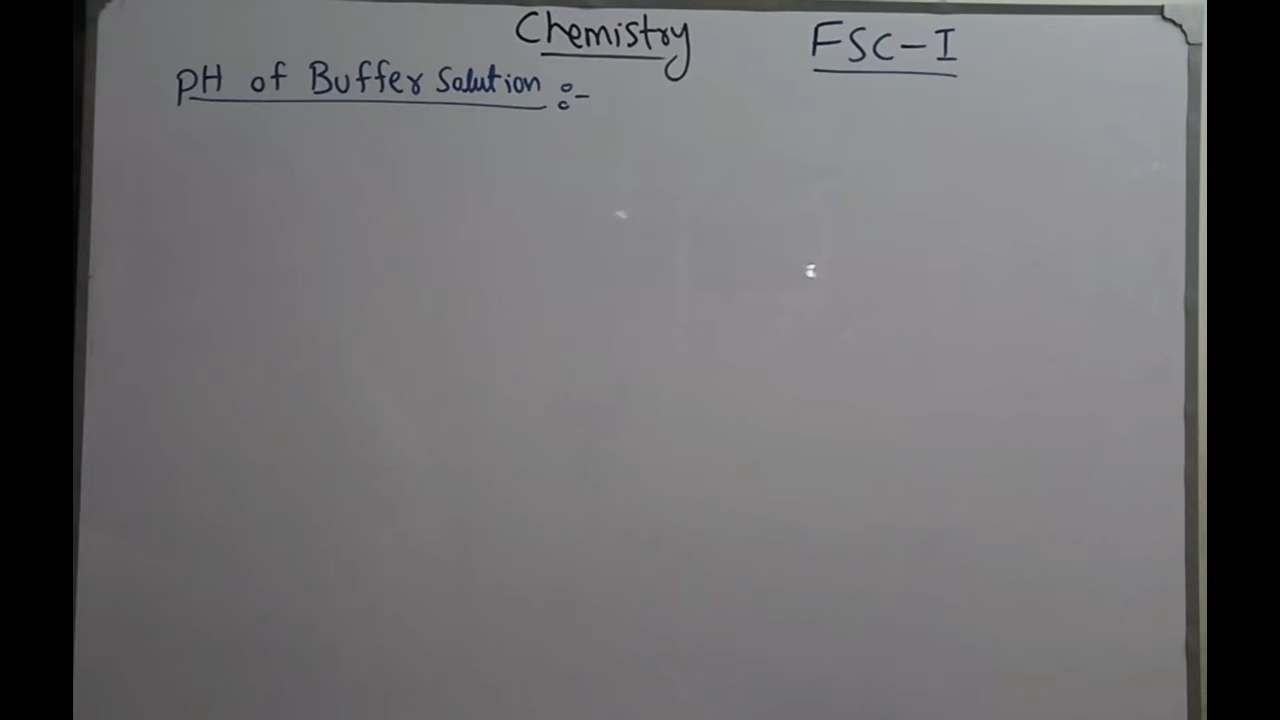 Chemistry FSC-I
PH of Buffer Solution :-